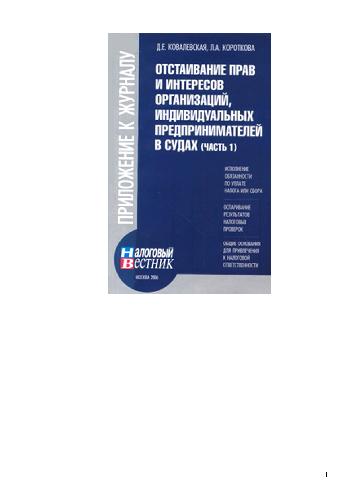 Д.Е. КОВАЛЕВСКАЯ, Л.А. КОРОТКОВА
ПРИЛОЖЕНИЕ К ЖУРНАЛУ
ОТСТАИВАНИЕ ПРАВ
И ИНТЕРЕСОВ
ОРГАНИЗАЦИЙ,
ИНДИВИДУАЛЬНЫХ
ПРЕДПРИНИМАТЕЛЕЙ
В СУДАХ (ЧАСТЬ 1)
ИСПОЛНЕНИЕ
ОБЯЗАННОСТИ
ПО УПЛАТЕ
НАЛОГА ИЛИ СБОРА
ОСПАРИВАНИЕ
РЕЗУЛЬТАТОВ
НАЛОГОВЫХ
ПРОВЕРОК
ОБЩИЕ ОСНОВАНИЯ
ДЛЯ ПРИВЛЕЧЕНИЯ
К НАЛОГОВОЙ
ОТВЕТСТВЕННОСТИ
НАЛОГОВЫЙ
ВЕСТНИК
МОСКВА 2006